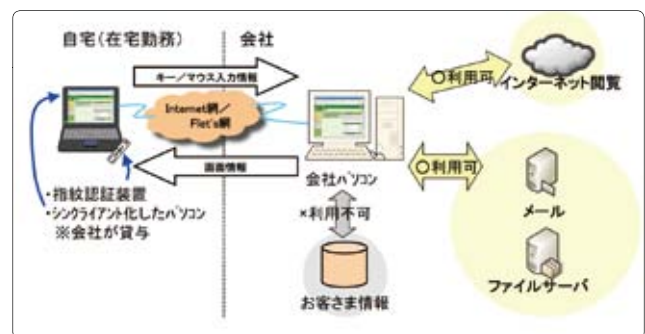 自宅（在宅勤務）
会社
キー／マウス入力情報
Internet網／
Flet's網
画面情報
・指紋認証装置
・シンクライアント化したパソコン
※会社が貸与
会社パソコン
×利用不可
お客さま情報
○利用可
インターネット閲覧
○利用可
メール
ファイルサーバ